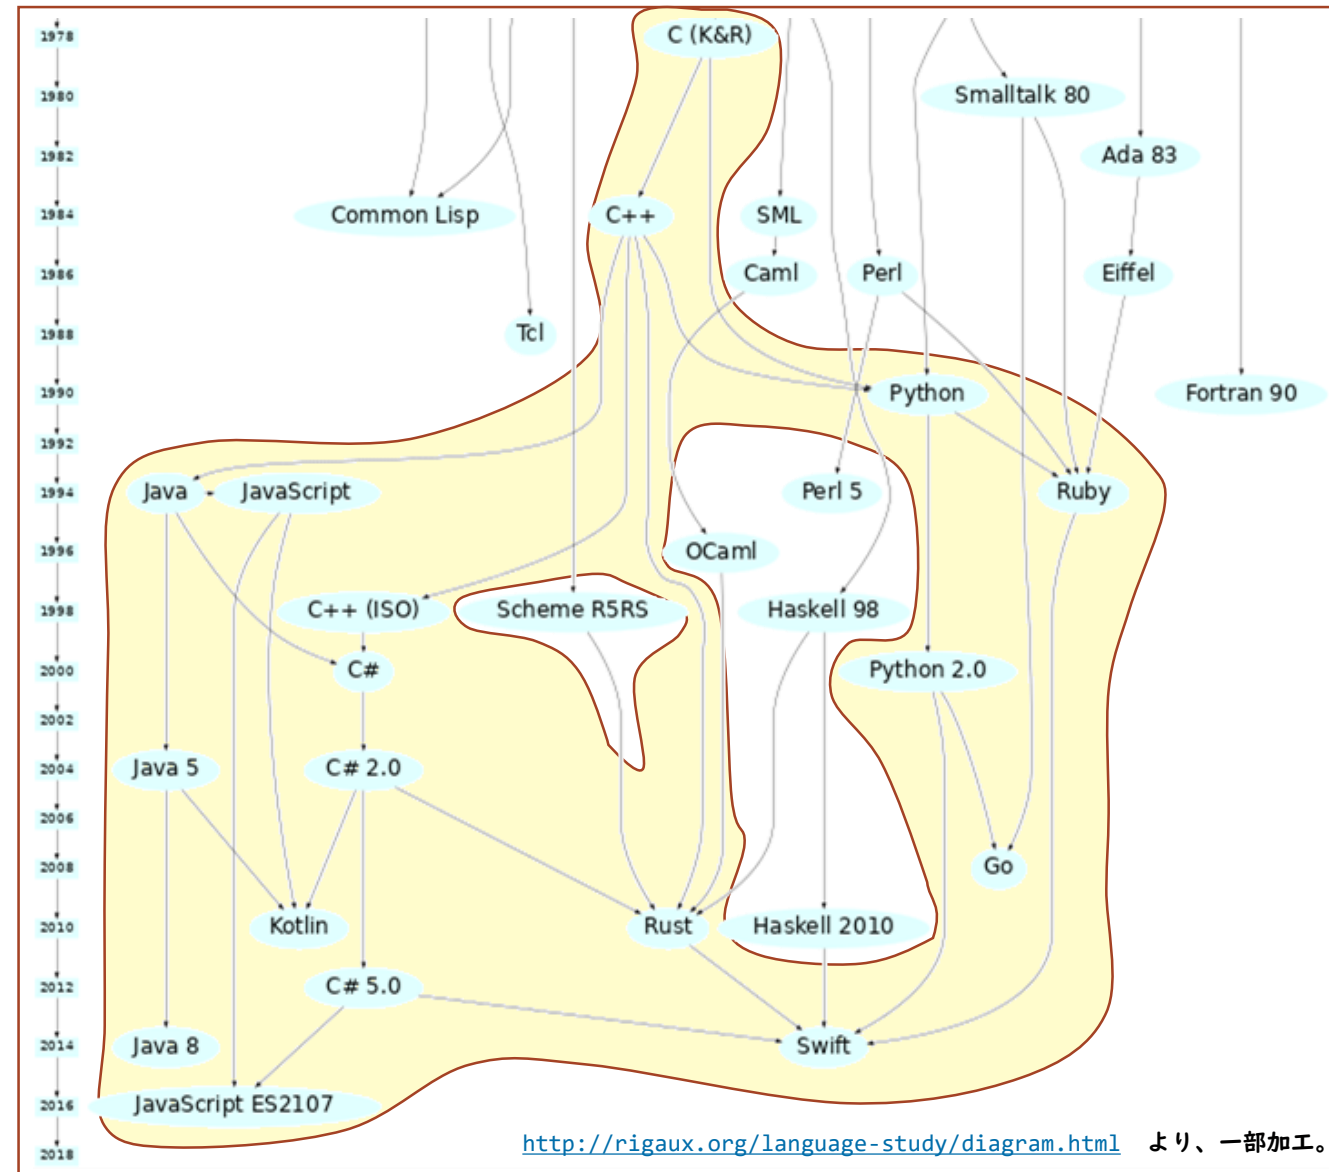 1978
C (K&R)
1980
Smalltalk 80
1982
Ada 83
1984
Common Lisp
C++
SML
1986
Caml
Perl
Eiffel
1988
Tcl
1990
Python
Fortran 90
1992
1994
Java
JavaScript
Perl 5
Ruby
1996
OCaml
1998
C++ (ISO)
Scheme R5RS
Haskell 98
2000
C#
Python 2.0
2002
2004
Java 5
C# 2.0
2006
2008
Go
2010
Kotlin
Rust
Haskell 2010
2012
C# 5.0
2014
Java 8
Swift
2016
JavaScript ES2107
2018
http://rigaux.org/language-study/diagram.html より、一部加工。